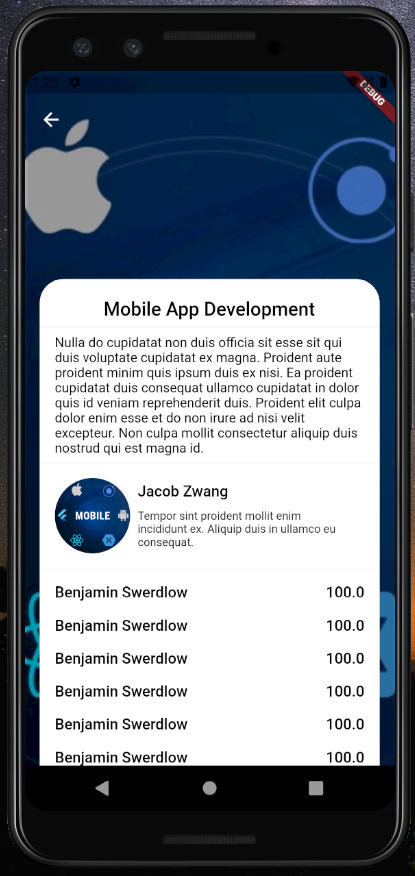 1:25
DEBUG
Mobile App Development
Nulla do cupidatat non duis officia sit esse sit qui
duis voluptate cupidatat ex magna. Proident aute
proident minim quis ipsum duis ex nisi. Ea proident
cupidatat duis consequat ullamco cupidatat in dolor
quis id veniam reprehenderit duis. Proident elit culpa
dolor enim esse et do non irure ad nisi velit
excepteur. Non culpa mollit consectetur aliquip duis
nostrud qui est magna id.
MOBILE
Jacob Zwang
Tempor sint proident mollit enim
incididunt ex. Aliquip duis in ullamco eu
consequat.
Benjamin Swerdlow 100.0
Benjamin Swerdlow 100.0
Benjamin Swerdlow 100.0
Benjamin Swerdlow 100.0
Benjamin Swerdlow 100.0
Benjamin Swerdlow 100.0